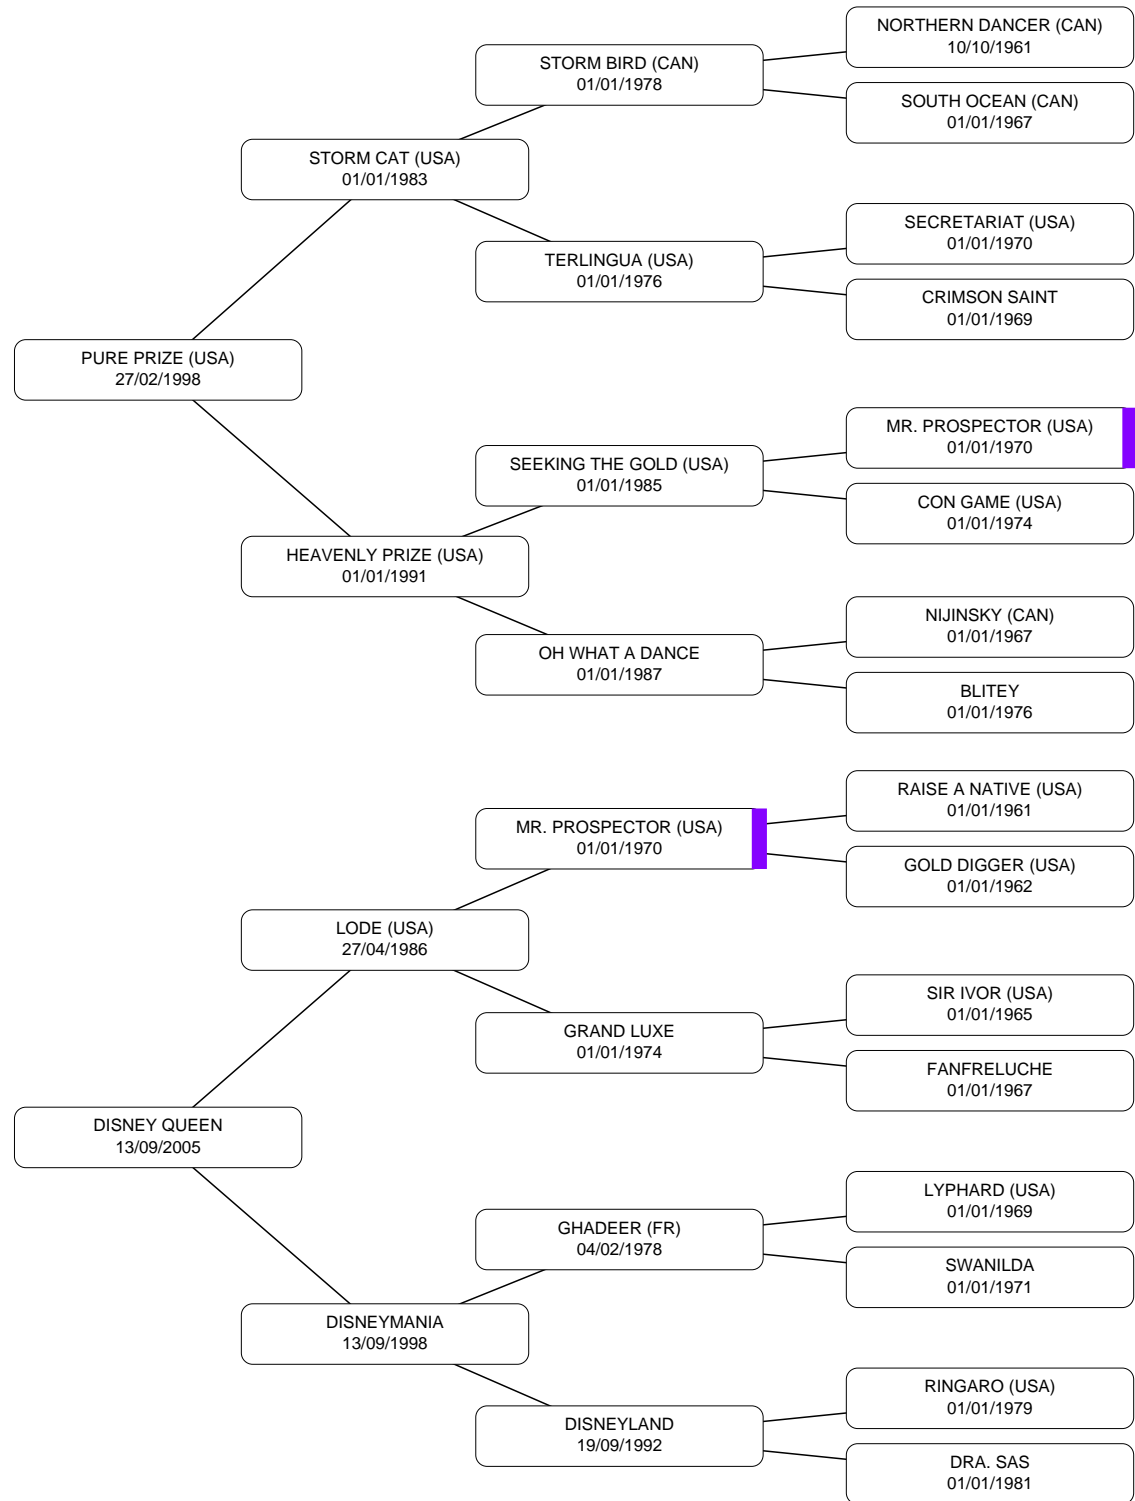 NORTHERN DANCER (CAN)
10/10/1961
STORM BIRD (CAN)
01/01/1978
SOUTH OCEAN (CAN)
01/01/1967
STORM CAT (USA)
01/01/1983
SECRETARIAT (USA)
01/01/1970
TERLINGUA (USA)
01/01/1976
CRIMSON SAINT
01/01/1969
PURE PRIZE (USA)
27/02/1998
MR. PROSPECTOR (USA)
01/01/1970
SEEKING THE GOLD (USA)
01/01/1985
CON GAME (USA)
01/01/1974
HEAVENLY PRIZE (USA)
01/01/1991
NIJINSKY (CAN)
01/01/1967
OH WHAT A DANCE
01/01/1987
BLITEY
01/01/1976
RAISE A NATIVE (USA)
01/01/1961
MR. PROSPECTOR (USA)
01/01/1970
GOLD DIGGER (USA)
01/01/1962
LODE (USA)
27/04/1986
SIR IVOR (USA)
01/01/1965
GRAND LUXE
01/01/1974
FANFRELUCHE
01/01/1967
DISNEY QUEEN
13/09/2005
LYPHARD (USA)
01/01/1969
GHADEER (FR)
04/02/1978
SWANILDA
01/01/1971
DISNEYMANIA
13/09/1998
RINGARO (USA)
01/01/1979
DISNEYLAND
19/09/1992
DRA. SAS
01/01/1981